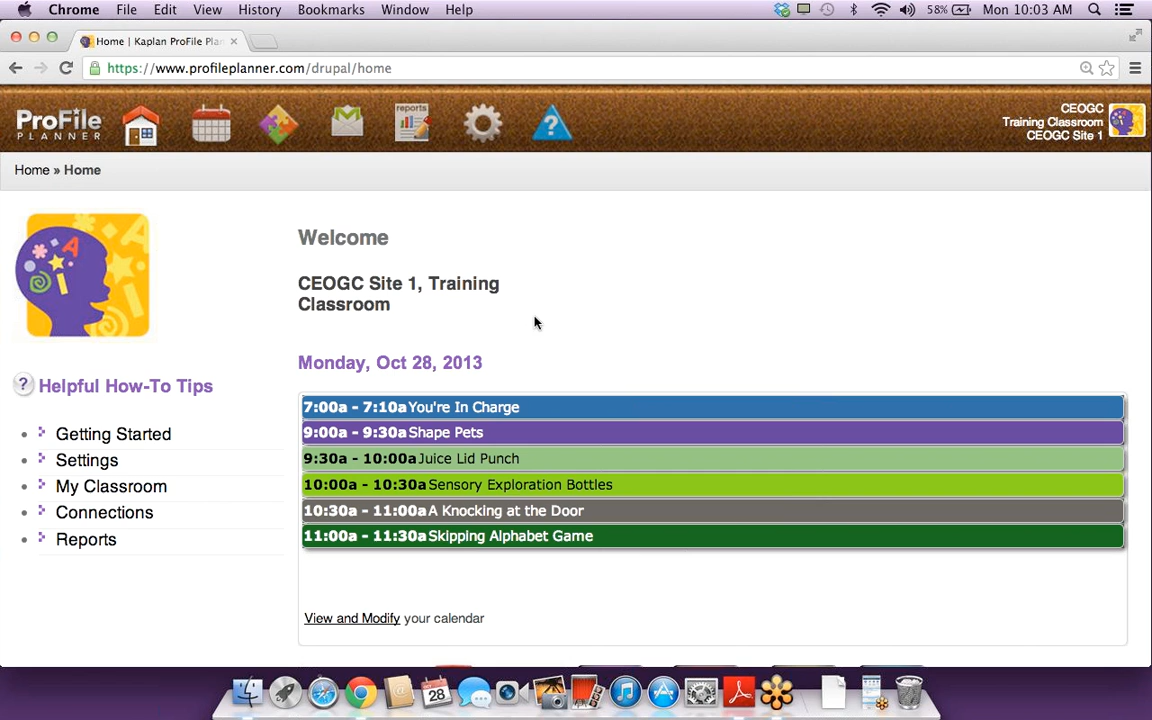 Chrome File Edit View History Bookmarks Window Help 58% Mon 10:03 AM
Home | Kaplan ProFile Plan
https://www.profileplanner.com/drupal/home
ProFile
PLANNER
reports
?
CEOGC
Training Classroom
CEOGC Site 1
Home » Home
A
Welcome
CEOGC Site 1, Training
Classroom
Monday, Oct 28, 2013
? Helpful How-To Tips
Getting Started
Settings
My Classroom
Connections
Reports
7:00a - 7:10a You're In Charge
9:00a - 9:30a Shape Pets
9:30a - 10:00a Juice Lid Punch
10:00a - 10:30a Sensory Exploration Bottles
10:30a - 11:00a A Knocking at the Door
11:00a - 11:30a Skipping Alphabet Game
View and Modify your calendar
28